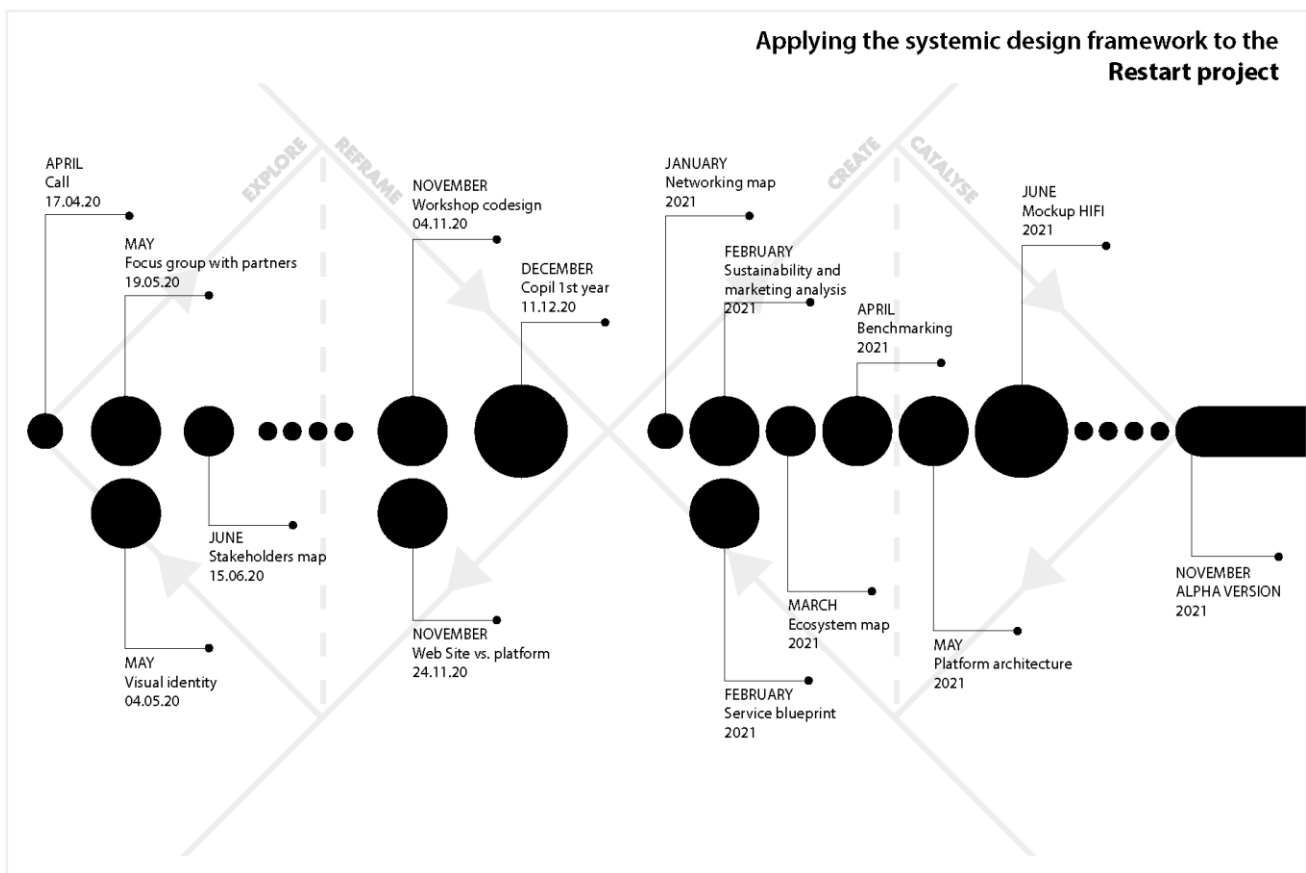 Applying the systemic design framework to the
Restart project
EXPLORE
REFRAME
CREATE
CATALYSE
APRIL
Call
17.04.20
MAY
Focus group with partners
19.05.20
NOVEMBER
Workshop codesign
04.11.20
DECEMBER
Copil 1st year
11.12.20
JANUARY
Networking map
2021
FEBRUARY
Sustainability and
marketing analysis
2021
APRIL
Benchmarking
2021
JUNE
Mockup HIFI
2021
JUNE
Stakeholders map
15.06.20
MAY
Visual identity
04.05.20
NOVEMBER
Web Site vs. platform
24.11.20
FEBRUARY
Service blueprint
2021
MARCH
Ecosystem map
2021
MAY
Platform architecture
2021
NOVEMBER
ALPHA VERSION
2021